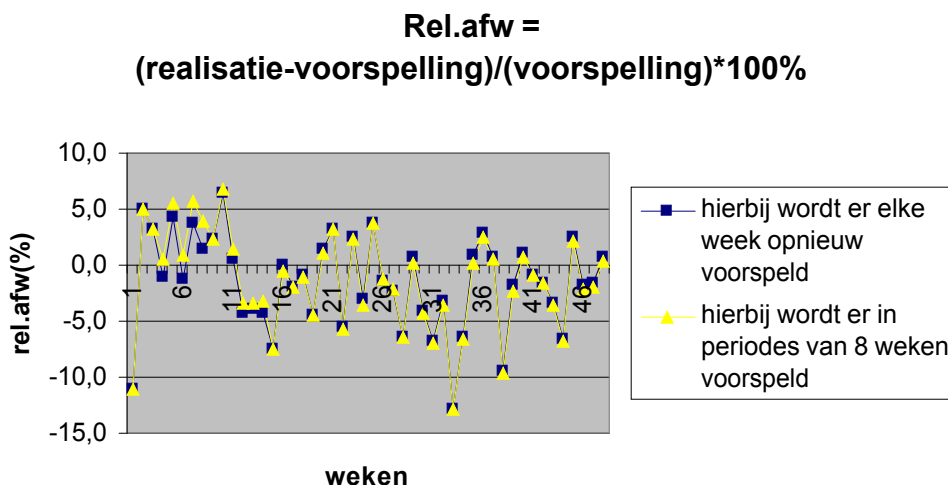 Rel.afw =
(realisatie-voorspelling)/(voorspelling)*100%
10,0
5,0
0,0
-5,0
-10,0
-15,0
rel.afw(%)
1
6
11
16
21
26
31
36
41
46
weken
hierbij wordt er elke
week opnieuw
voorspeld
hierbij wordt er in
periodes van 8 weken
voorspeld